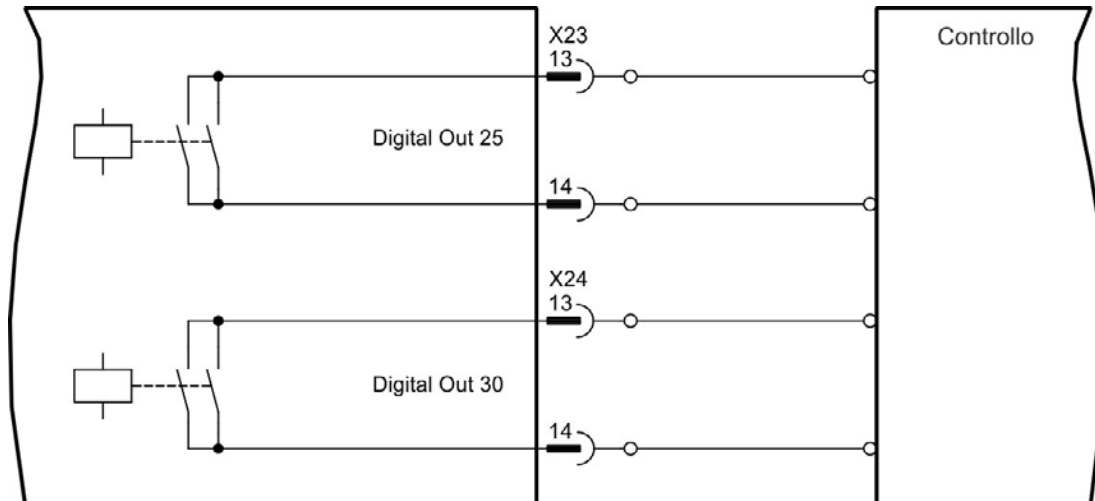 X23
Controllo
13
Digital Out 25
14
X24
13
Digital Out 30
14